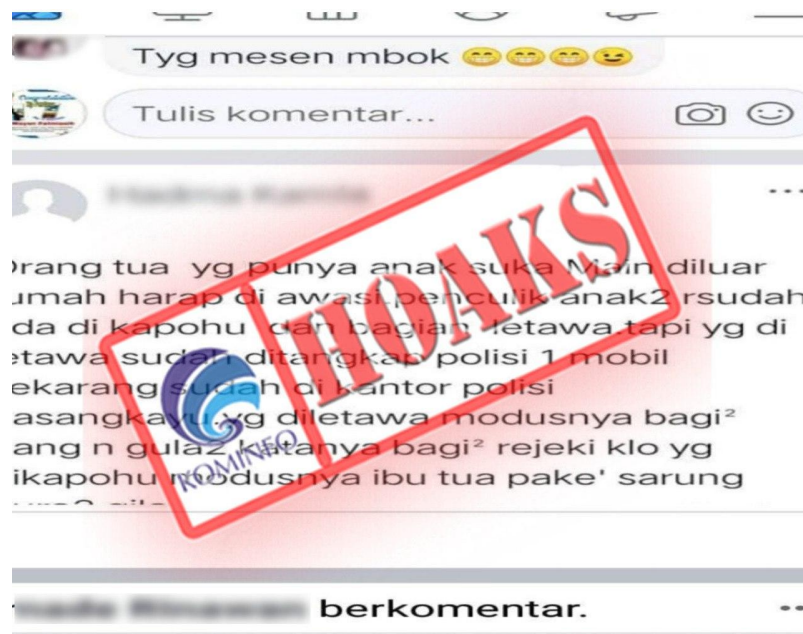 Tyg mesen mbok 😁😁😁😉
Tulis komentar...
rang tua yg punya anak suka Main diluar
umah harap di awasi.penculik anak2 rsudah
da di kapohu dan bagian letawa.tapi yg di
etawa sudah ditangkap polisi 1 mobil
ekarang sudah di kantor polisi
asangkayu.yg diletawa modusnya bagi²
ang n gula2 katanya bagi² rejeki klo yg
ikapohu modusnya ibu tua pake' sarung
HOAKS
KOMINFO
berkomentar.